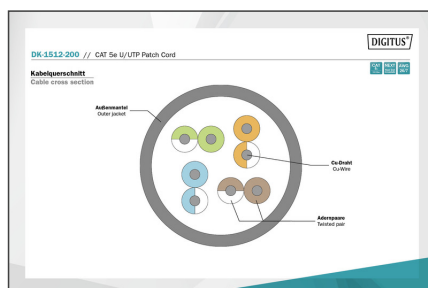 DIGITUS®
DK-1512-200 // CAT 5e U/UTP Patch Cord
Kabelquerschnitt
Cable cross section
Außenmantel
Outer jacket
Cu-Draht
Cu-Wire
Adernpaare
Twisted pair